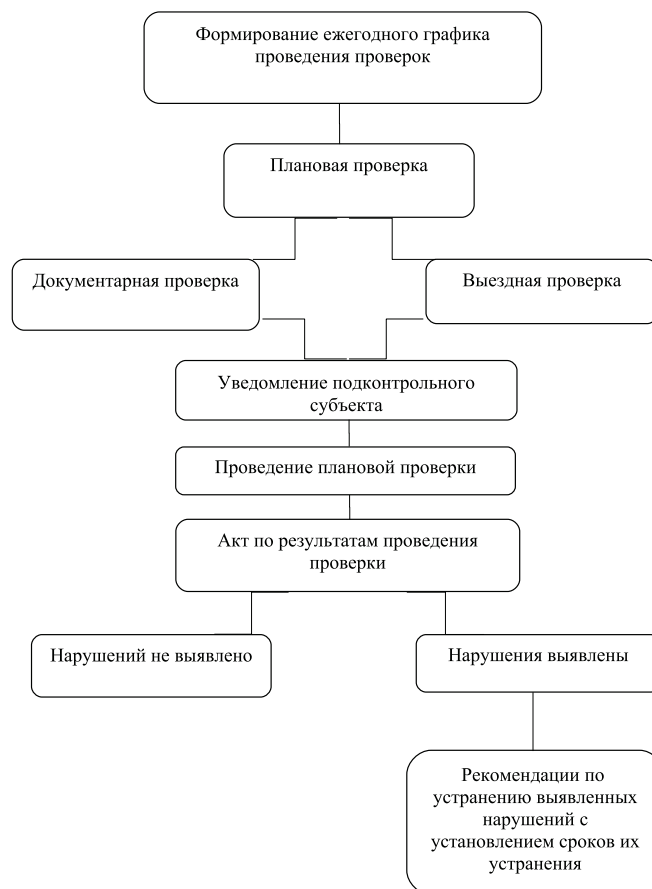 Формирование ежегодного графика
проведения проверок
Плановая проверка
Документарная проверка
Выездная проверка
Уведомление подконтрольного
субъекта
Проведение плановой проверки
Акт по результатам проведения
проверки
Нарушений не выявлено
Нарушения выявлены
Рекомендации по
устранению выявленных
нарушений с
установлением сроков их
устранения